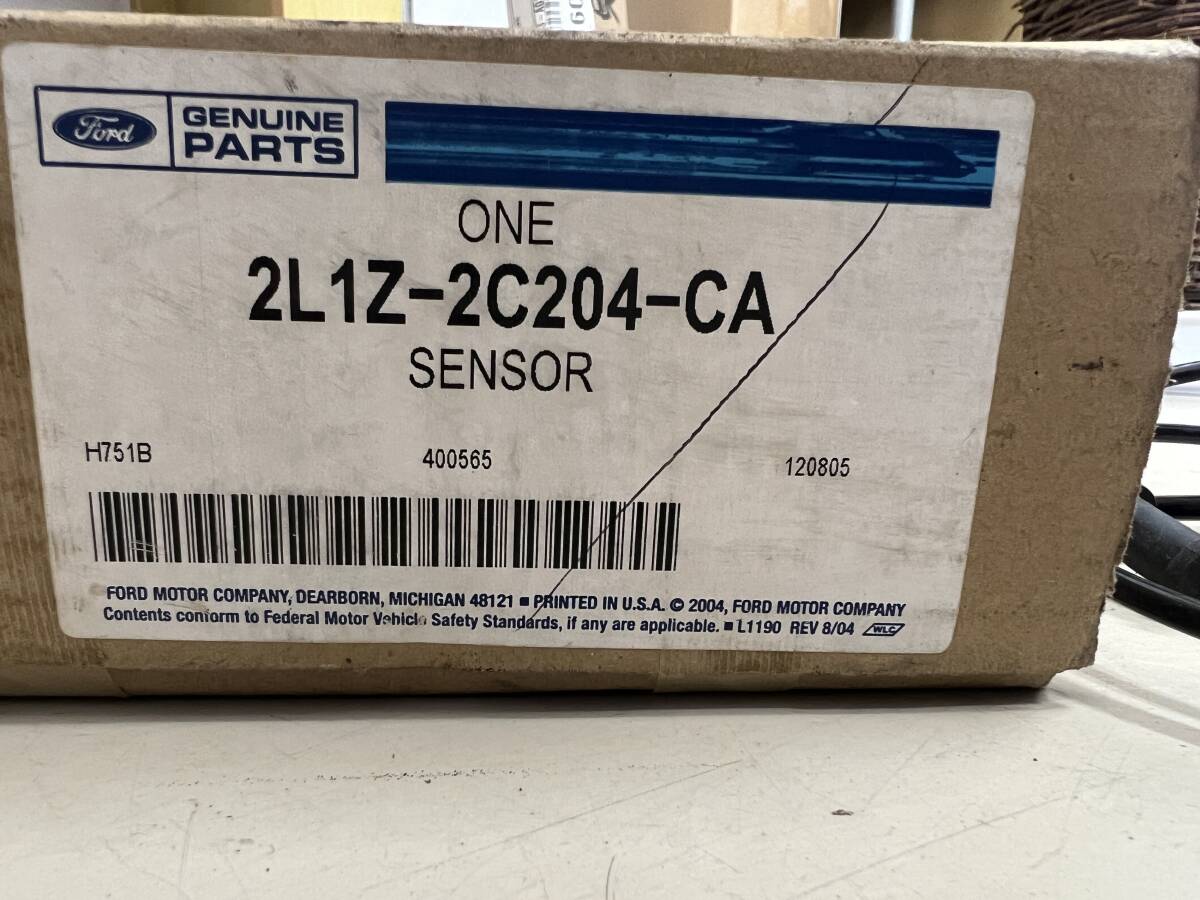 Ford
GENUINE
PARTS
ONE
2L1Z-2C204-CA
SENSOR
H751B 400565 120805
FORD MOTOR COMPANY, DEARBORN, MICHIGAN 48121 ■ PRINTED IN U.S.A. © 2004, FORD MOTOR COMPANY
Contents conform to Federal Motor Vehicle Safety Standards, if any are applicable. ■ L1190 REV 8/04 WLC